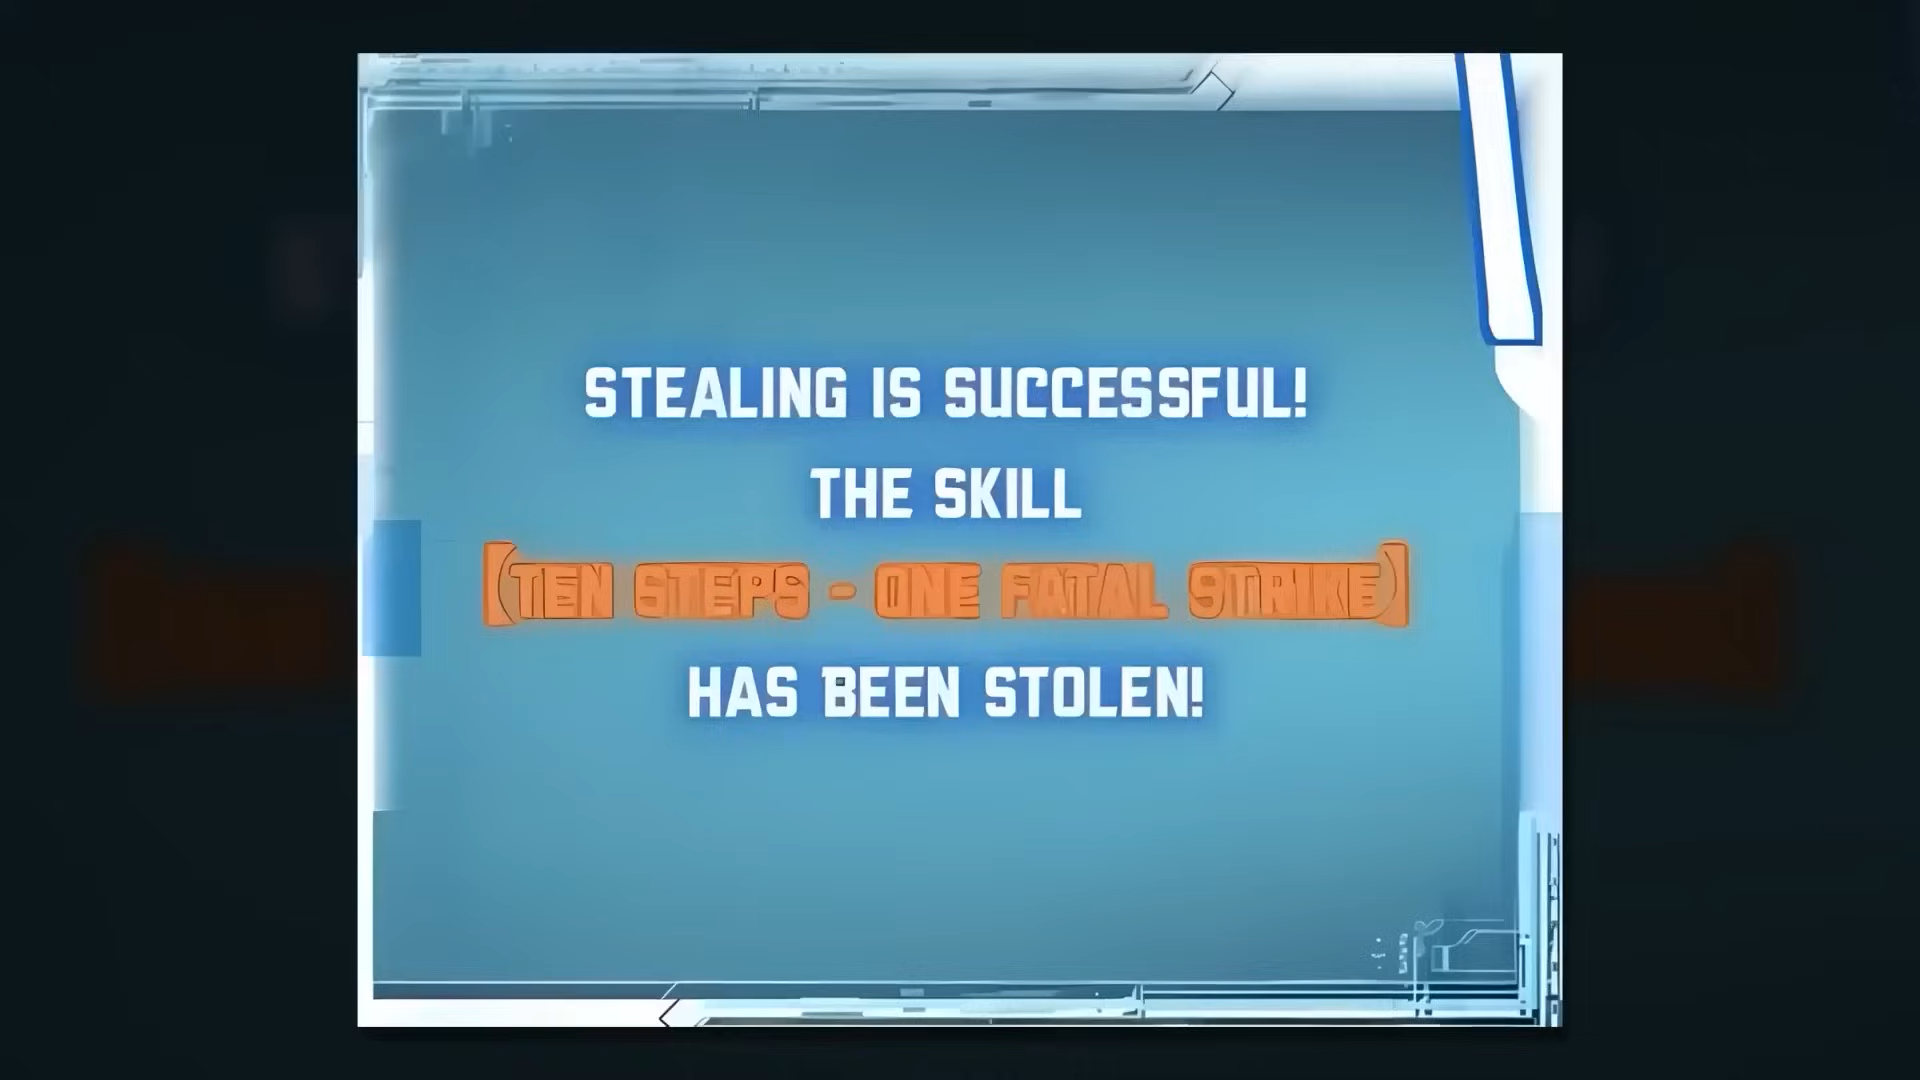 STEALING IS SUCCESSFUL!
THE SKILL
[(TEN STEPS - ONE FATAL STRIKE)]
HAS BEEN STOLEN!